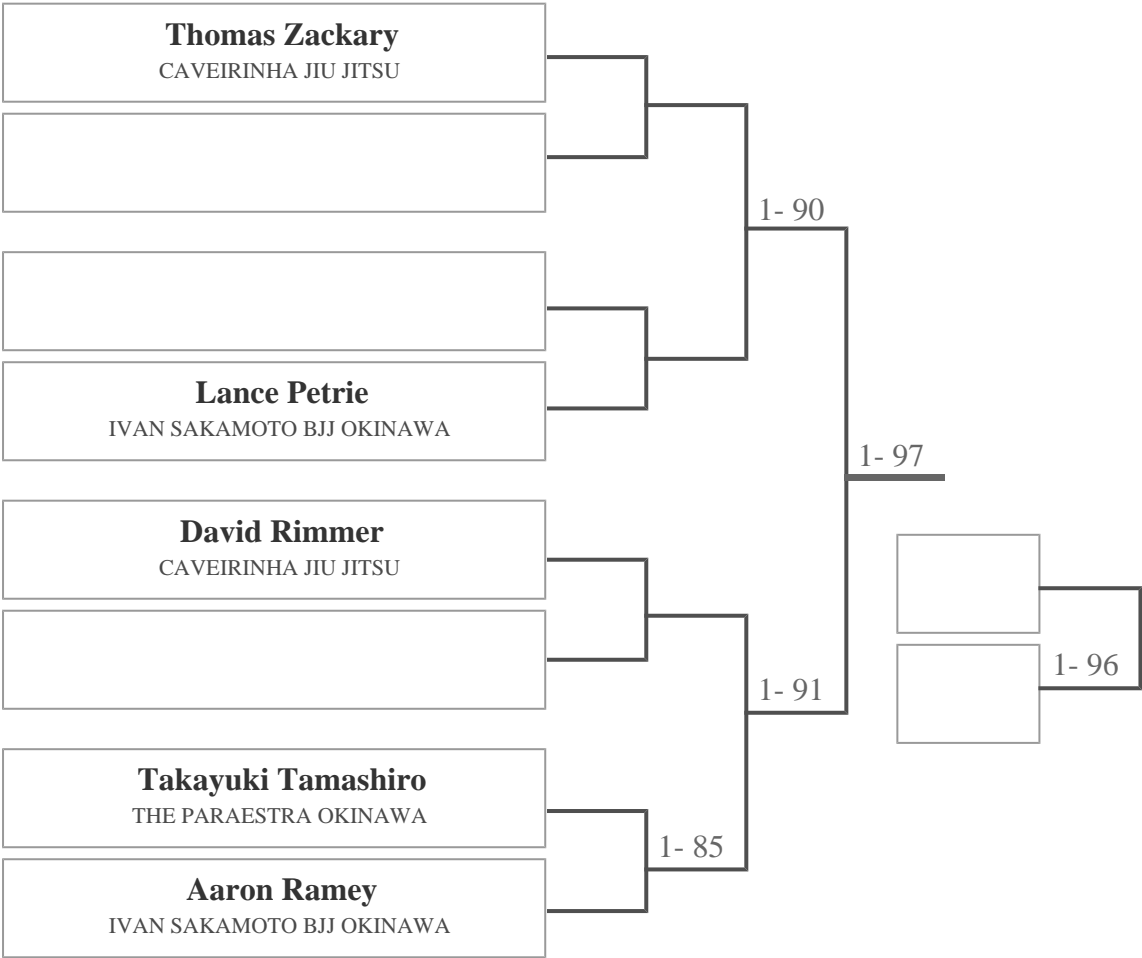 Thomas Zackary
CAVEIRINHA JIU JITSU
1- 90
Lance Petrie
IVAN SAKAMOTO BJJ OKINAWA
1- 97
David Rimmer
CAVEIRINHA JIU JITSU
1- 96
1- 91
Takayuki Tamashiro
THE PARAESTRA OKINAWA
1- 85
Aaron Ramey
IVAN SAKAMOTO BJJ OKINAWA